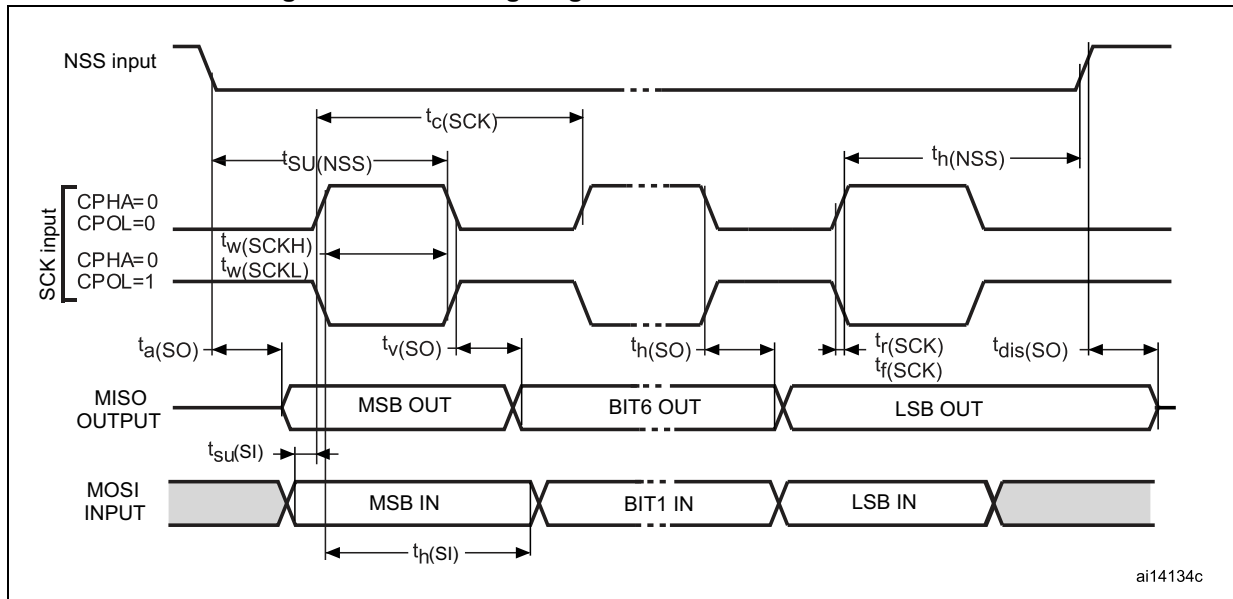 NSS input
tc(SCK)
tSU(NSS)
th(NSS)
SCK input
CPHA=0
CPOL=0
tw(SCKH)
CPHA=0
tw(SCKL)
CPOL=1
ta(SO)
tv(SO)
th(SO)
tr(SCK)
tf(SCK)
tdis(SO)
MISO
OUTPUT
MSB OUT
BIT6 OUT
LSB OUT
tsu(SI)
MOSI
INPUT
MSB IN
BIT1 IN
LSB IN
th(SI)
ai14134c